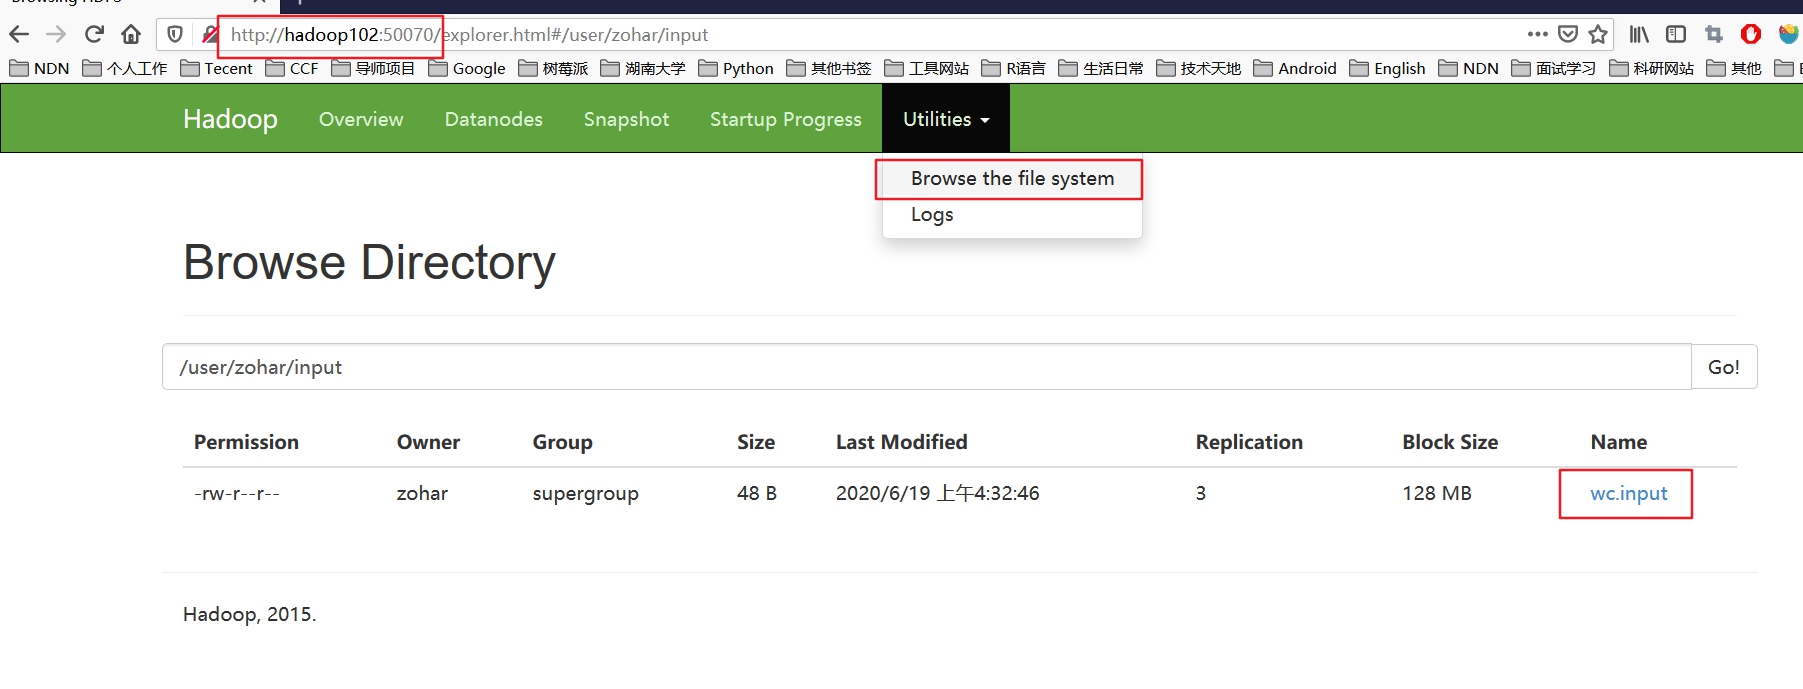 http://hadoop102:50070/explorer.html#/user/zohar/input
NDN 个人工作 Tecent CCF 导师项目 Google 树莓派 湖南大学 Python 其他书签 工具网站 R语言 生活日常 技术天地 Android English NDN 面试学习 科研网站 其他
Hadoop Overview Datanodes Snapshot Startup Progress Utilities
Browse the file system
Logs
Browse Directory
/user/zohar/input Go!
Permission Owner Group Size Last Modified Replication Block Size Name
-rw-r--r-- zohar supergroup 48 B 2020/6/19 上午4:32:46 3 128 MB wc.input
Hadoop, 2015.